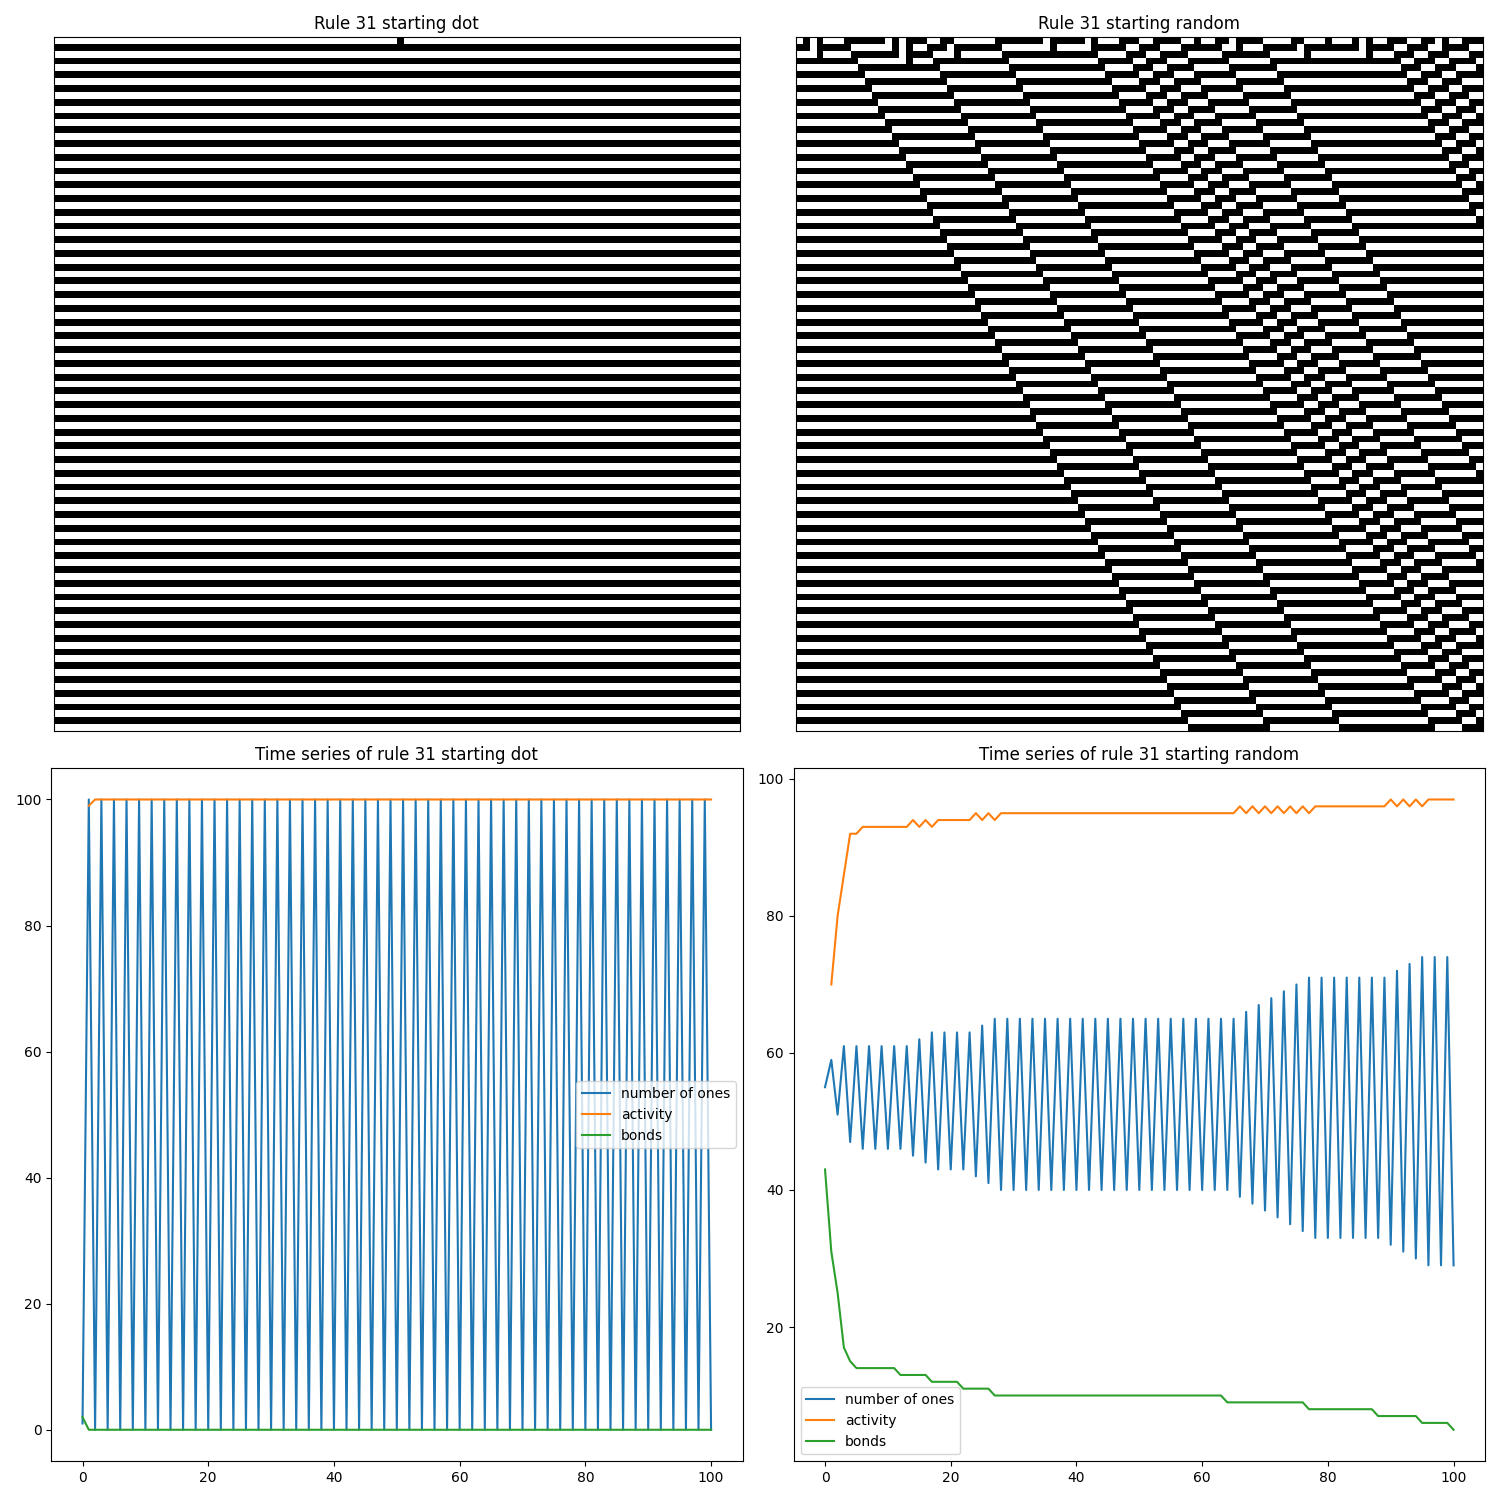 Rule 31 starting dot
Rule 31 starting random
Time series of rule 31 starting dot
100
80
60
40
20
0
number of ones
activity
bonds
0 20 40 60 80 100
Time series of rule 31 starting random
100
80
60
40
20
number of ones
activity
bonds
0 20 40 60 80 100